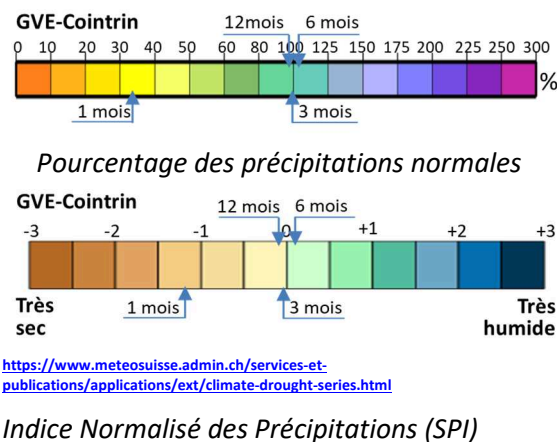 GVE-Cointrin 12mois 6 mois
0 10 20 30 40 50 60 80 100 125 150 175 200 225 250 300
%
1 mois 3 mois
Pourcentage des précipitations normales
GVE-Cointrin
12 mois 6 mois
-3 -2 -1 0 +1 +2 +3
Très sec 1 mois 3 mois Très humide
https://www.meteosuisse.admin.ch/services-et-
publications/applications/ext/climate-drought-series.html
Indice Normalisé des Précipitations (SPI)